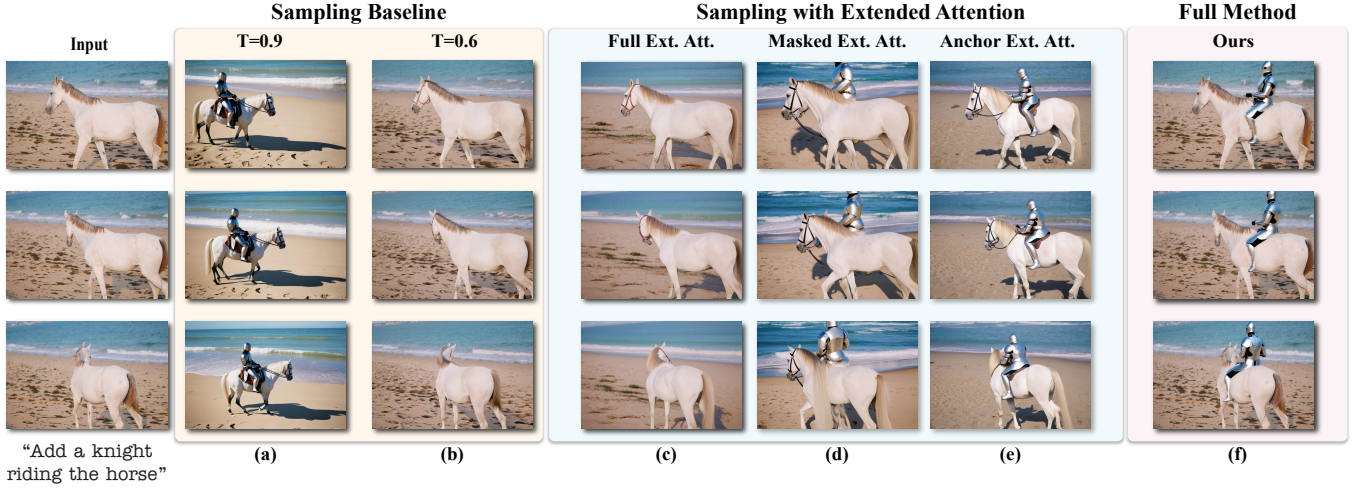 Sampling Baseline
Sampling with Extended Attention
Full Method
Input
T=0.9
T=0.6
Full Ext. Att.
Masked Ext. Att.
Anchor Ext. Att.
Ours
(a)
(b)
(c)
(d)
(e)
(f)
“Add a knight
riding the horse”